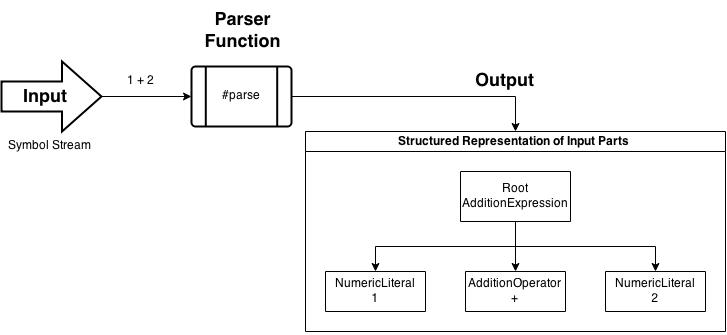 Parser
Function
Input
1 + 2
#parse
Output
Symbol Stream
Structured Representation of Input Parts
Root
AdditionExpression
NumericLiteral
1
AdditionOperator
+
NumericLiteral
2